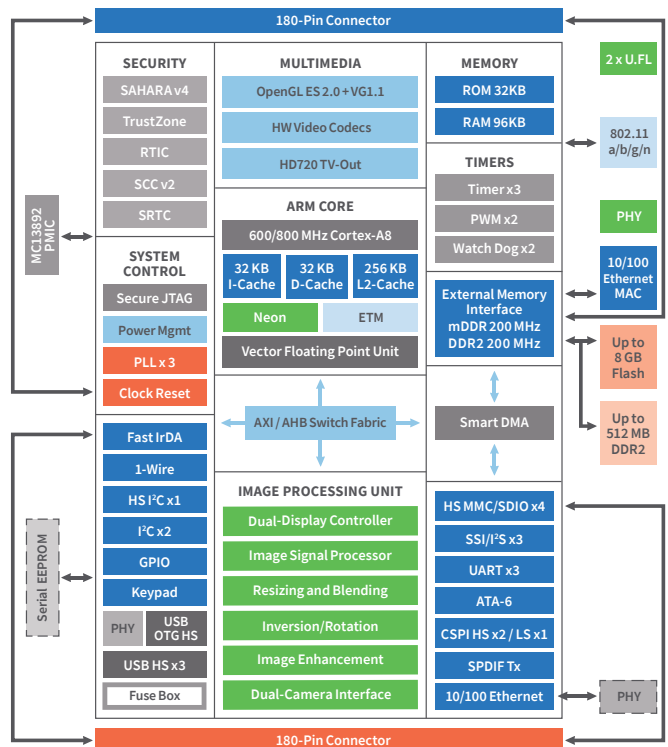 180-Pin Connector
SECURITY
SAHARA v4
TrustZone
RTIC
SCC v2
SRTC
SYSTEM
CONTROL
Secure JTAG
Power Mgmt
PLL x 3
Clock Reset
MC13892
PMIC
MULTIMEDIA
OpenGL ES 2.0 + VG1.1
HW Video Codecs
HD720 TV-Out
ARM CORE
600/800 MHz Cortex-A8
32 KB
I-Cache
32 KB
D-Cache
256 KB
L2-Cache
Neon
ETM
Vector Floating Point Unit
AXI / AHB Switch Fabric
MEMORY
ROM 32KB
RAM 96KB
TIMERS
Timer x3
PWM x2
Watch Dog x2
External Memory
Interface
mDDR 200 MHz
DDR2 200 MHz
Smart DMA
2 x U.FL
802.11
a/b/g/n
PHY
10/100
Ethernet
MAC
Up to
8 GB
Flash
Up to
512 MB
DDR2
Fast IrDA
1-Wire
HS I²C x1
I²C x2
GPIO
Keypad
PHY
USB
OTG HS
USB HS x3
Fuse Box
Serial EEPROM
IMAGE PROCESSING UNIT
Dual-Display Controller
Image Signal Processor
Resizing and Blending
Inversion/Rotation
Image Enhancement
Dual-Camera Interface
HS MMC/SDIO x4
SSI/I²S x3
UART x3
ATA-6
CSPI HS x2 / LS x1
SPDIF Tx
10/100 Ethernet
PHY
180-Pin Connector